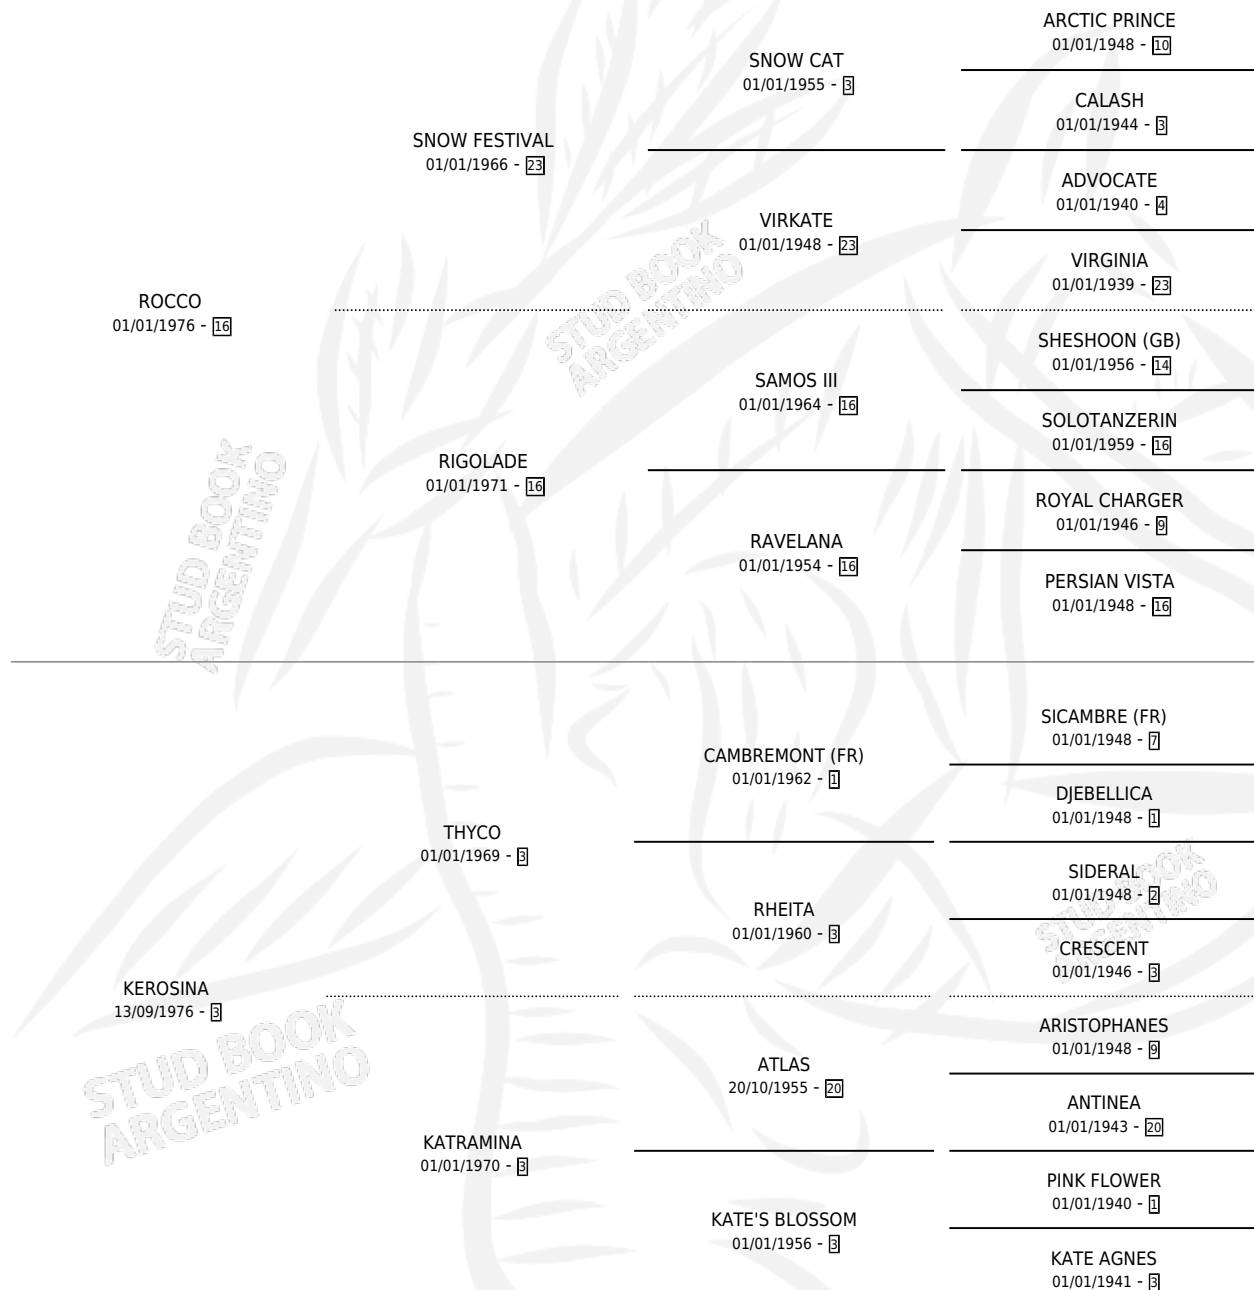 ARCTIC PRINCE
01/01/1948 - 10
SNOW CAT
01/01/1955 - 3
CALASH
01/01/1944 - 3
SNOW FESTIVAL
01/01/1966 - 23
ADVOCATE
01/01/1940 - 4
VIRKATE
01/01/1948 - 23
VIRGINIA
01/01/1939 - 23
ROCCO
01/01/1976 - 16
SHESHOON (GB)
01/01/1956 - 14
SAMOS III
01/01/1964 - 16
SOLOTANZERIN
01/01/1959 - 16
RIGOLADE
01/01/1971 - 16
ROYAL CHARGER
01/01/1946 - 9
RAVELANA
01/01/1954 - 16
PERSIAN VISTA
01/01/1948 - 16
SICAMBRE (FR)
01/01/1948 - 7
CAMBREMONT (FR)
01/01/1962 - 1
DJEBELLICA
01/01/1948 - 1
THYCO
01/01/1969 - 3
SIDERAL
01/01/1948 - 2
RHEITA
01/01/1960 - 3
CRESCENT
01/01/1946 - 3
KEROSINA
13/09/1976 - 3
ARISTOPHANES
01/01/1948 - 9
ATLAS
20/10/1955 - 20
ANTINEA
01/01/1943 - 20
KATRAMINA
01/01/1970 - 3
PINK FLOWER
01/01/1940 - 1
KATE'S BLOSSOM
01/01/1956 - 3
KATE AGNES
01/01/1941 - 3
STUD BOOK
ARGENTINO
STUD BOOK
ARGENTINO
STUD BOOK
ARGENTINO
STUD BOOK
ARGENTINO